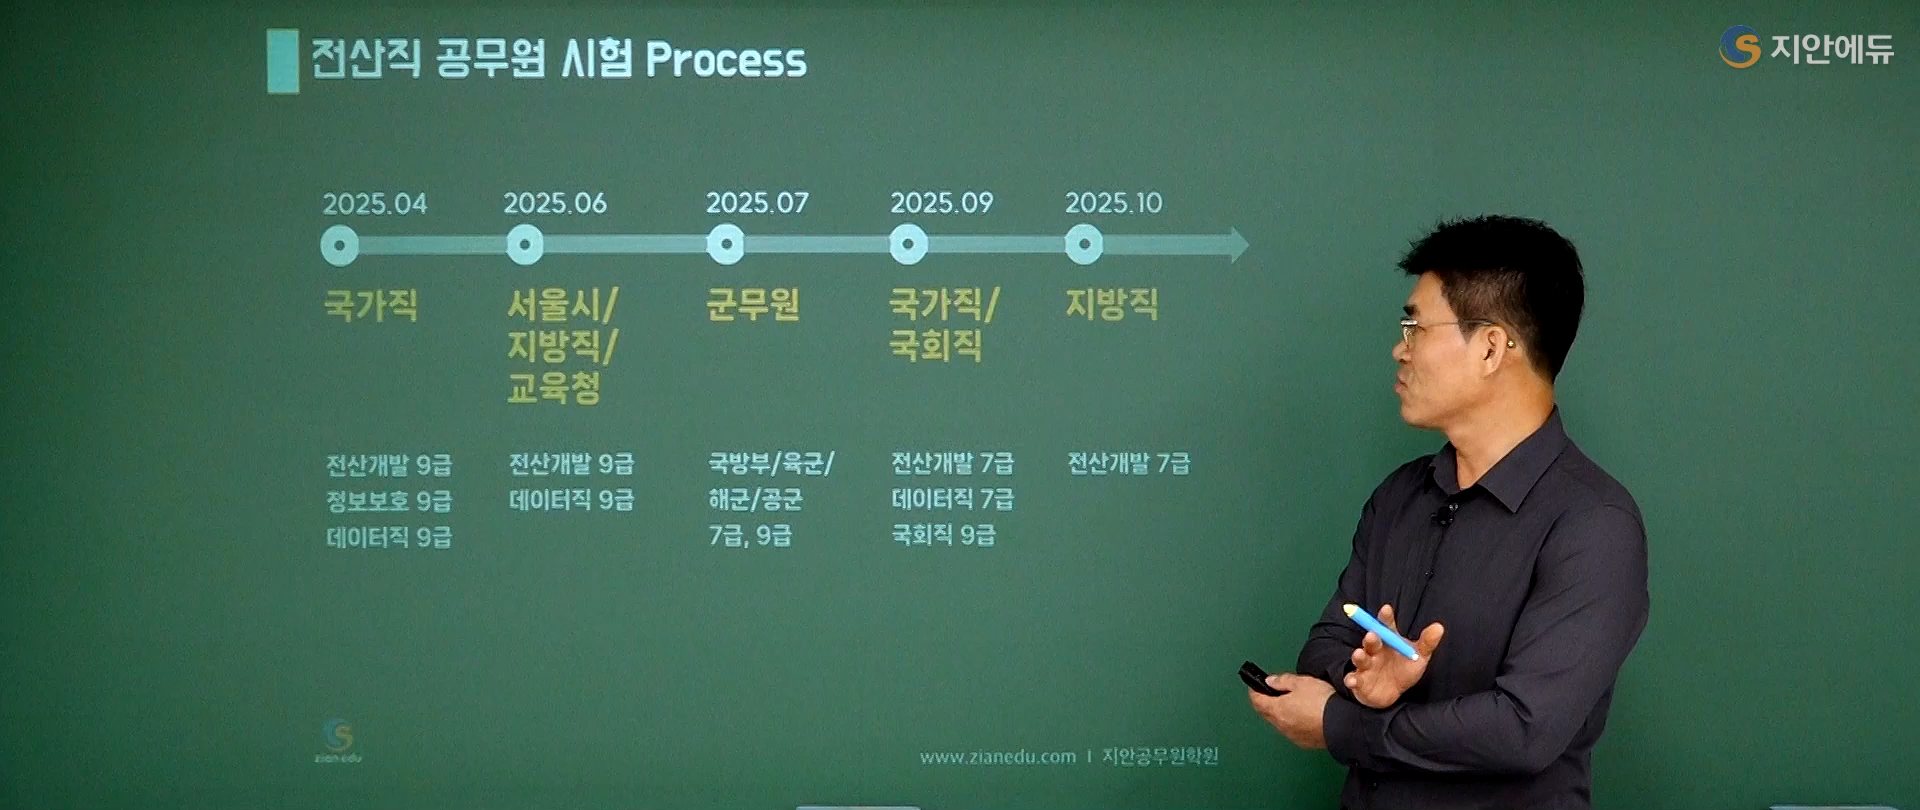 전산직 공무원 시험 Process
지안에듀
2025.04
국가직
전산개발 9급
정보보호 9급
데이터직 9급
2025.06
서울시/
지방직/
교육청
전산개발 9급
데이터직 9급
2025.07
군무원
국방부/육군/
해군/공군
7급, 9급
2025.09
국가직/
국회직
전산개발 7급
데이터직 7급
국회직 9급
2025.10
지방직
전산개발 7급
zianedu
www.zianedu.com I 지안공무원학원